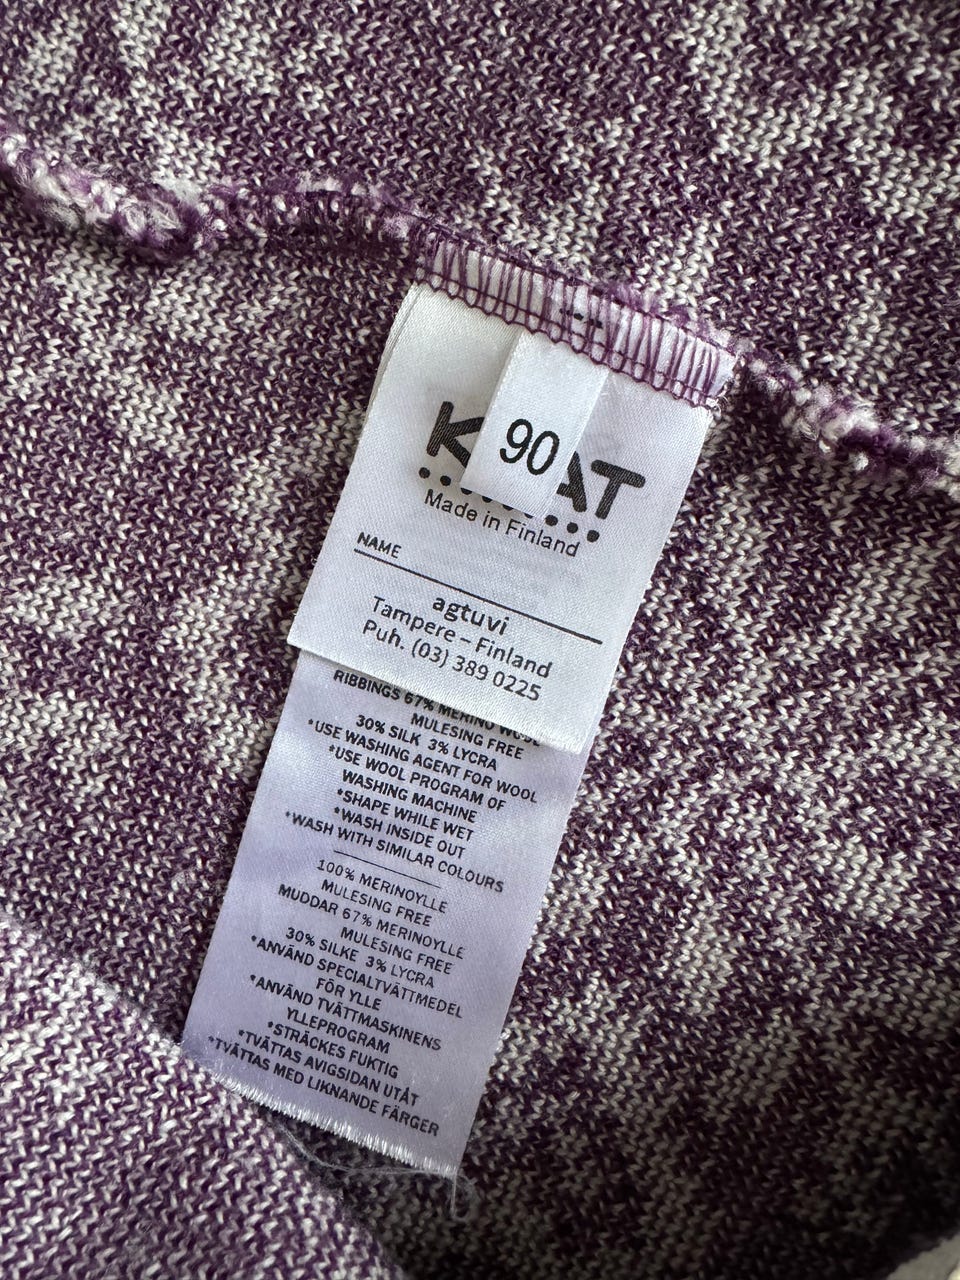 90
Made in Finland
NAME
agtuvi
Tampere – Finland
Puh. (03) 389 0225
RIBBINGS 67% MERINO WOOL
MULESING FREE
30% SILK 3% LYCRA
*USE WASHING AGENT FOR WOOL
*USE WOOL PROGRAM OF
WASHING MACHINE
*SHAPE WHILE WET
*WASH INSIDE OUT
*WASH WITH SIMILAR COLOURS
100% MERINOYLLE
MULESING FREE
MUDDAR 67% MERINOYLLE
MULESING FREE
30% SILKE 3% LYCRA
*ANVÄND SPECIALTVÄTTMEDEL
FÖR YLLE
*ANVÄND TVÄTTMASKINENS
YLLEPROGRAM
*STRÄCKES FUKTIG
*TVÄTTAS AVIGSIDAN UTÅT
*TVÄTTAS MED LIKNANDE FÄRGER